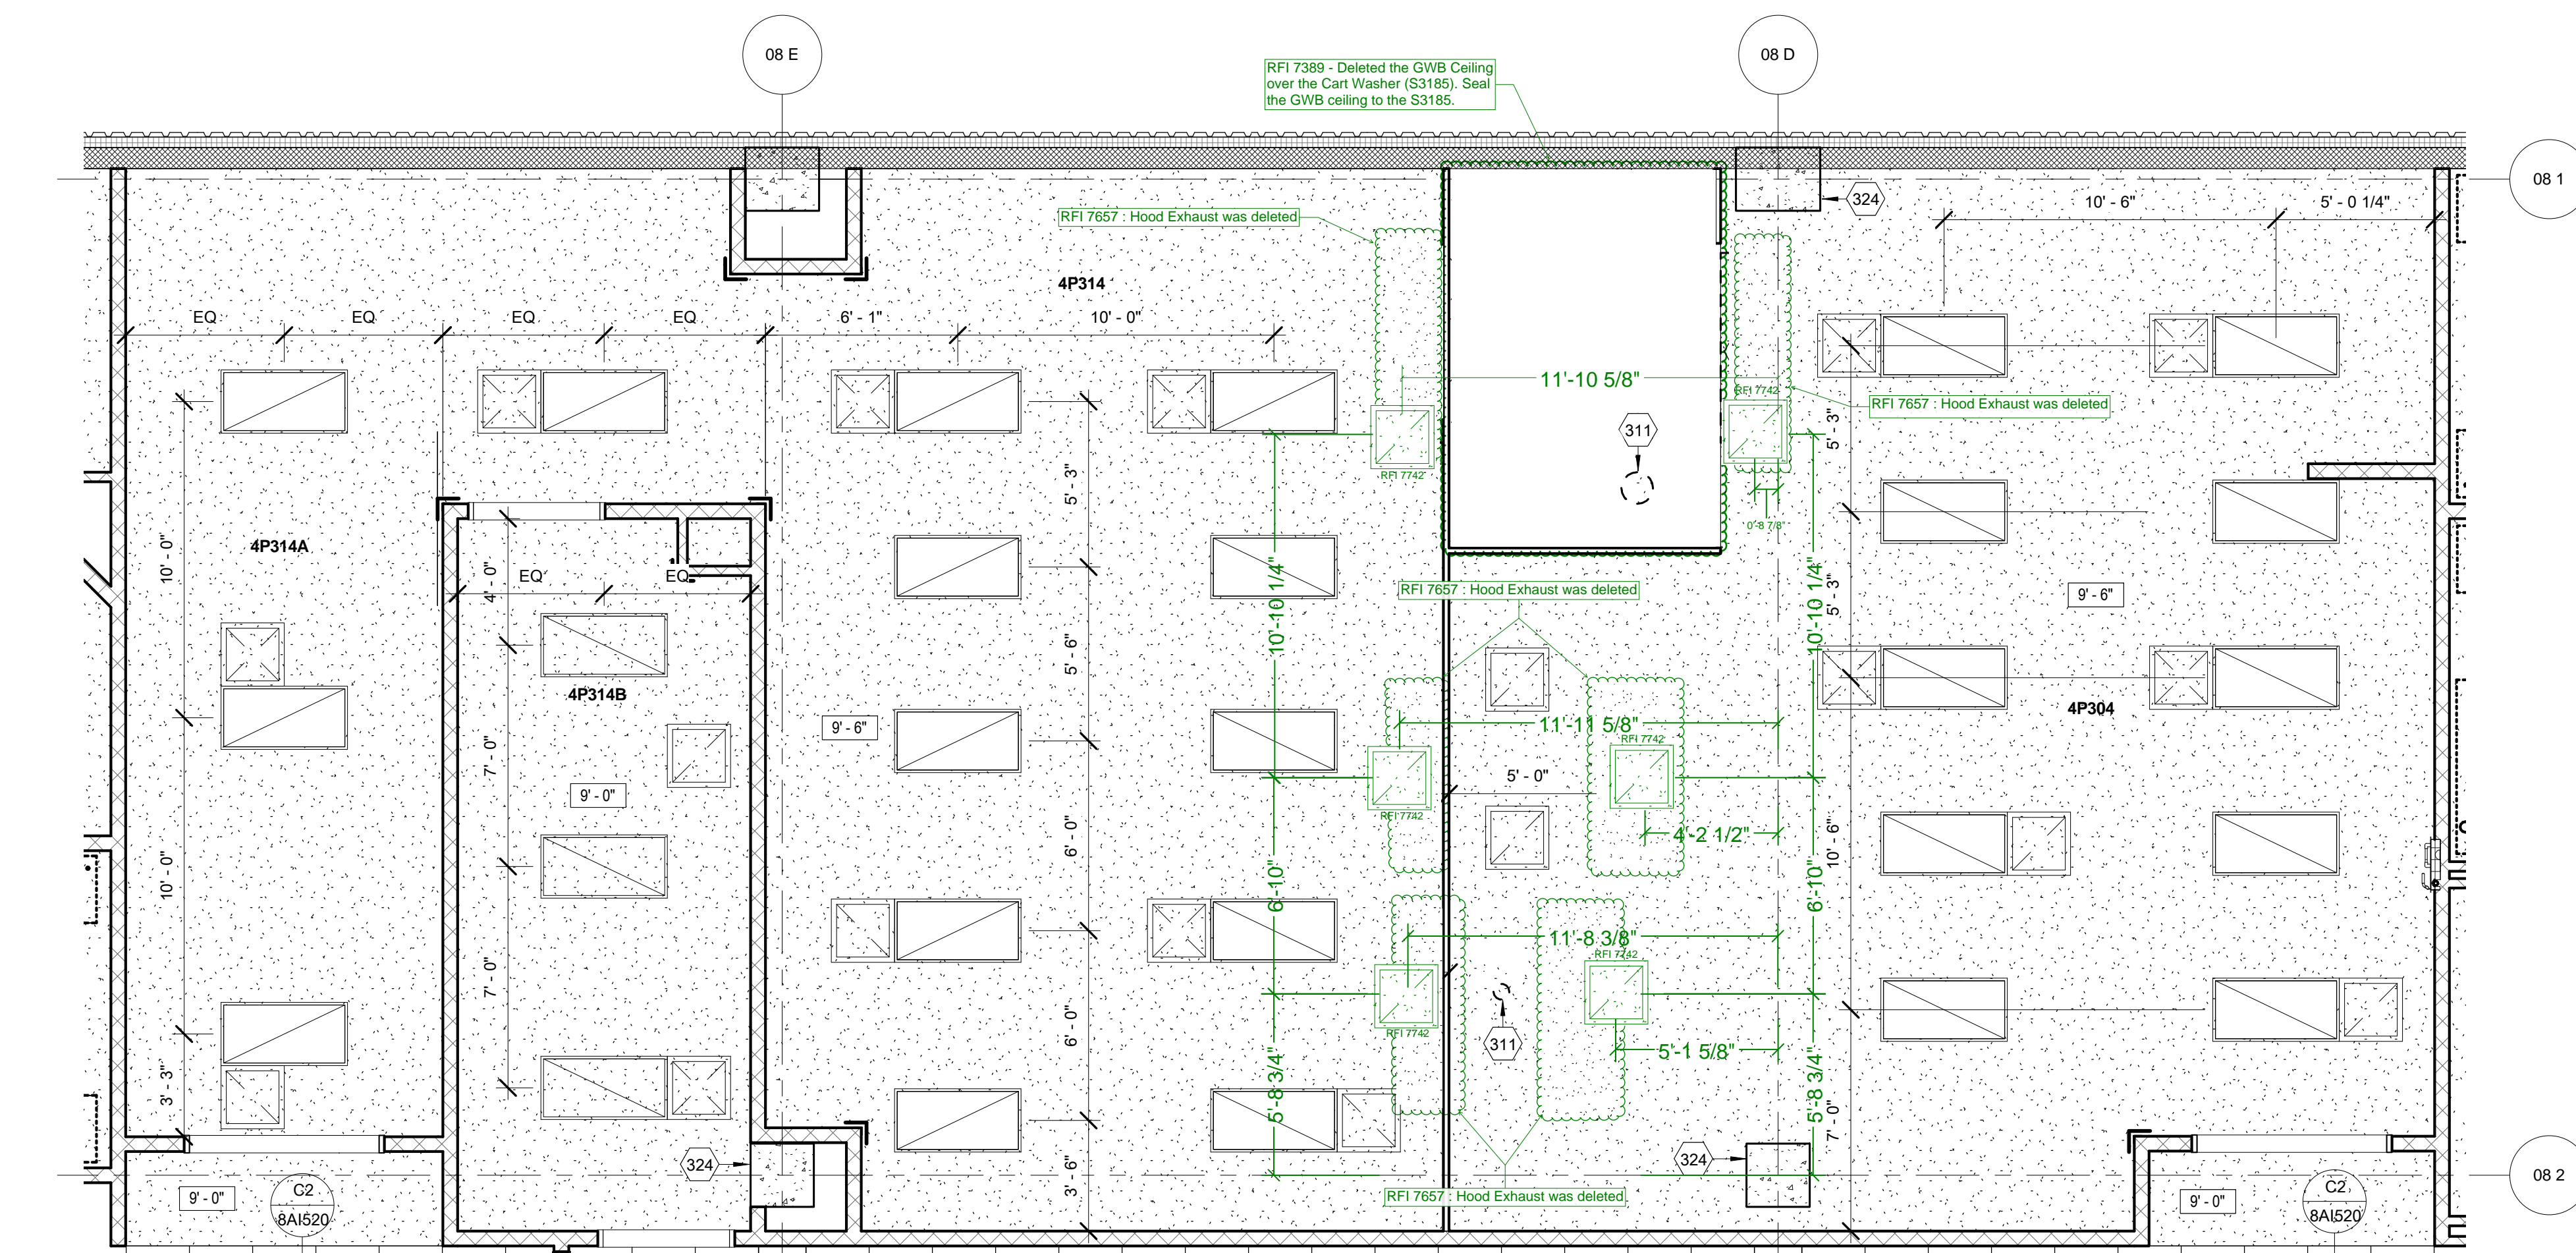 08 E
08 D
RFI 7389 - Deleted the GWB Ceiling
over the Cart Washer (S3185). Seal
the GWB ceiling to the S3185.
08 1
324
10' - 6"
5' - 0 1/4"
RFI 7657 : Hood Exhaust was deleted
4P314
EQ
EQ
EQ
EQ
6' - 1"
10' - 0"
11'-10 5/8"
RFI 7742
RFI 7657 : Hood Exhaust was deleted
5' - 3"
311
RFI 7742
5' - 3"
0'-8 7/8"
4P314A
10' - 0"
4' - 0"
EQ
EQ
10'-10 1/4"
RFI 7657 : Hood Exhaust was deleted
10'-10 1/4"
5' - 3"
9' - 6"
5' - 6"
4P314B
4P304
9' - 6"
11'-11 5/8"
RFI 7742
7' - 0"
5' - 0"
9' - 0"
RFI 7742
6' - 0"
4'-2 1/2"
10' - 6"
10' - 0"
6'-10"
6'-10"
11'-8 3/8"
RFI 7742
7' - 0"
RFI 7742
6' - 0"
311
5'-1 5/8"
3' - 3"
5'-8 3/4"
5'-8 3/4"
7' - 0"
324
324
3' - 6"
08 2
9' - 0"
C2
8AI520
RFI 7657 : Hood Exhaust was deleted
9' - 0"
C2
8AI520